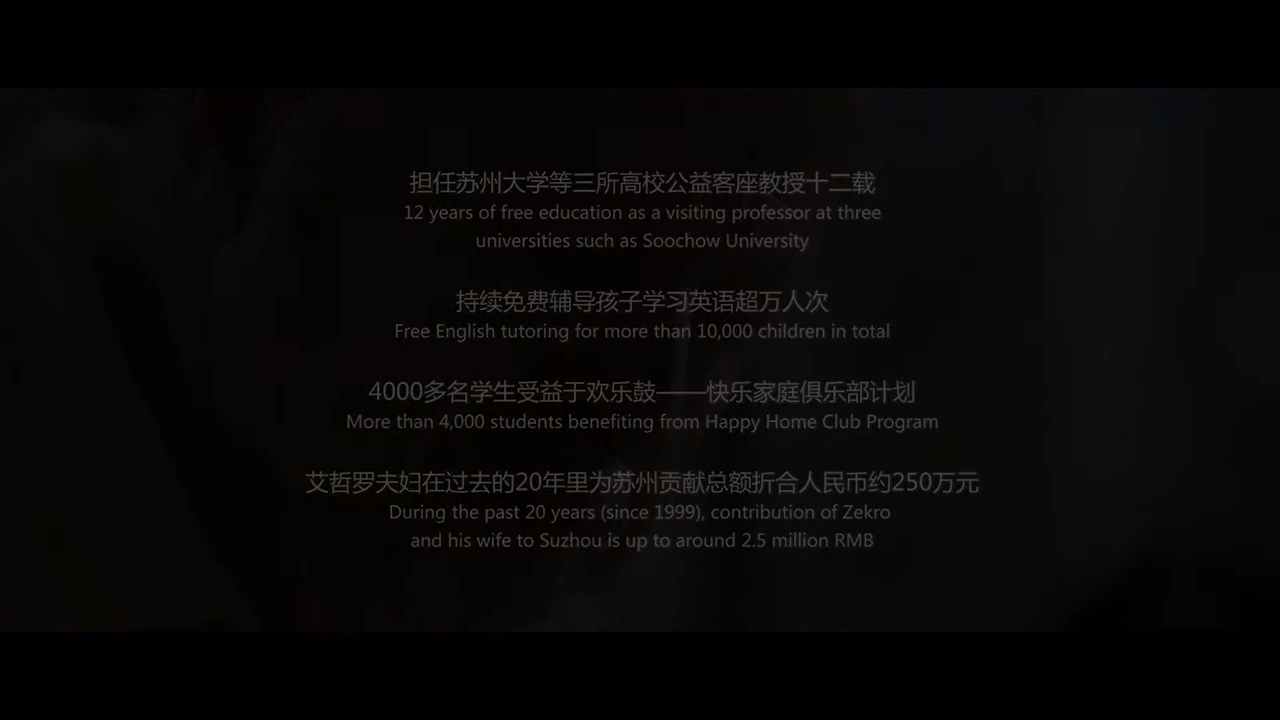 担任苏州大学等三所高校公益客座教授十二载
12 years of free education as a visiting professor at three
universities such as Soochow University
持续免费辅导孩子学习英语超万人次
Free English tutoring for more than 10,000 children in total
4000多名学生受益于欢乐鼓——快乐家庭俱乐部计划
More than 4,000 students benefiting from Happy Home Club Program
艾哲罗夫妇在过去的20年里为苏州贡献总额折合人民币约250万元
During the past 20 years (since 1999), contribution of Zekro
and his wife to Suzhou is up to around 2.5 million RMB